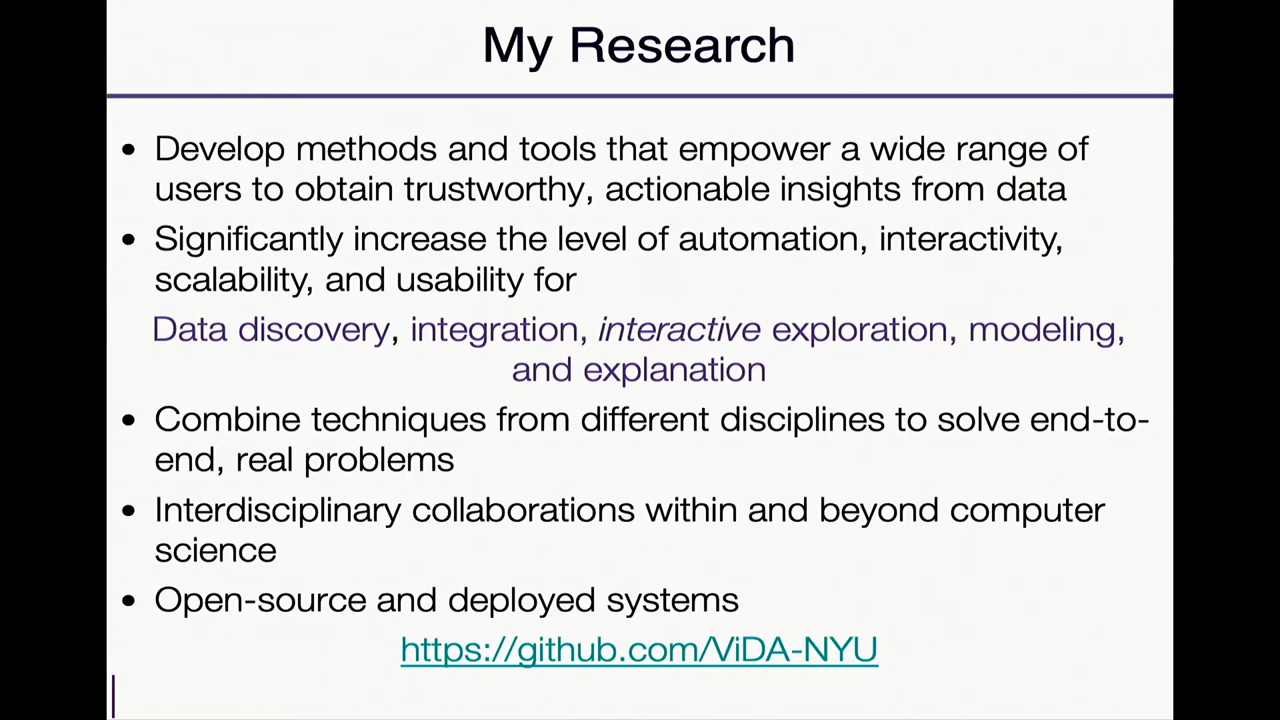 My Research
• Develop methods and tools that empower a wide range of
users to obtain trustworthy, actionable insights from data
• Significantly increase the level of automation, interactivity,
scalability, and usability for
Data discovery, integration, interactive exploration, modeling,
and explanation
• Combine techniques from different disciplines to solve end-to-
end, real problems
• Interdisciplinary collaborations within and beyond computer
science
• Open-source and deployed systems
https://github.com/ViDA-NYU